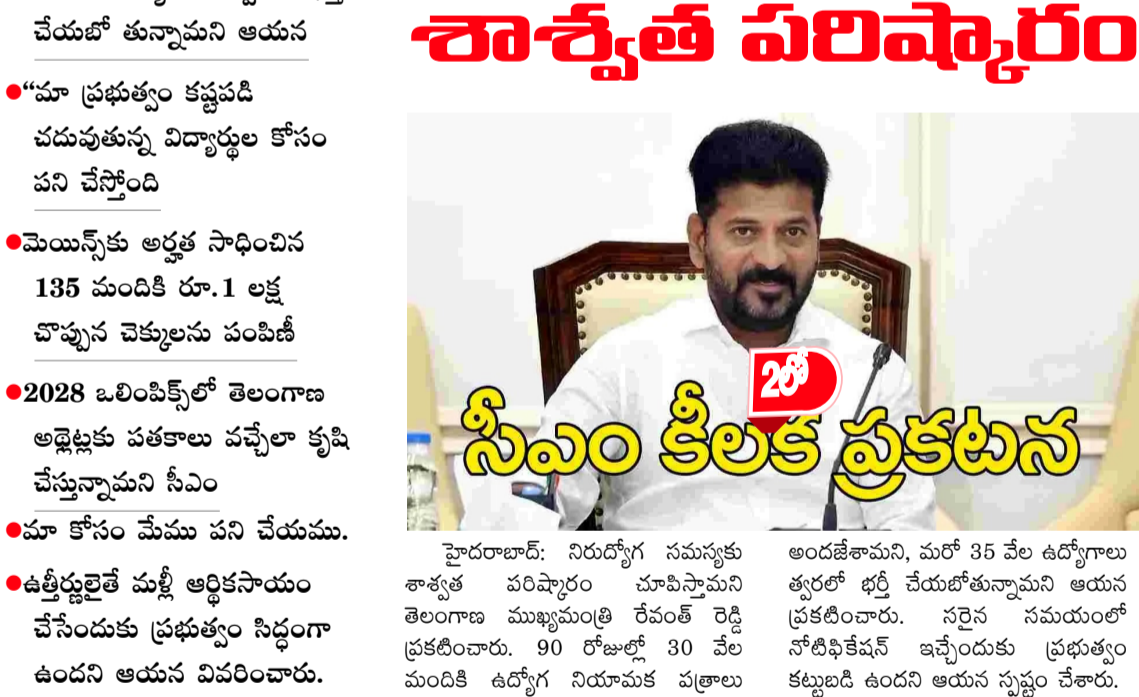 చేయబో తున్నామని ఆయన
●“మా ప్రభుత్వం కష్టపడి
చదువుతున్న విద్యార్థుల కోసం
పని చేస్తోంది
●మెయిన్స్‌కు అర్హత సాధించిన
135 మందికి రూ.1 లక్ష
చొప్పున చెక్కులను పంపిణీ
●2028 ఒలింపిక్స్‌లో తెలంగాణ
అథ్లెట్లకు పతకాలు వచ్చేలా కృషి
చేస్తున్నామని సీఎం
●మా కోసం మేము పని చేయము.
●ఉత్తీర్ణులైతే మళ్లీ ఆర్థికసాయం
చేసేందుకు ప్రభుత్వం సిద్ధంగా
ఉందని ఆయన వివరించారు.
శాశ్వత పరిష్కారం
2లో
సీఎం కీలక ప్రకటన
హైదరాబాద్: నిరుద్యోగ సమస్యకు
శాశ్వత పరిష్కారం చూపిస్తామని
తెలంగాణ ముఖ్యమంత్రి రేవంత్ రెడ్డి
ప్రకటించారు. 90 రోజుల్లో 30 వేల
మందికి ఉద్యోగ నియామక పత్రాలు
అందజేశామని, మరో 35 వేల ఉద్యోగాలు
త్వరలో భర్తీ చేయబోతున్నామని ఆయన
ప్రకటించారు. సరైన సమయంలో
నోటిఫికేషన్ ఇచ్చేందుకు ప్రభుత్వం
కట్టుబడి ఉందని ఆయన స్పష్టం చేశారు.